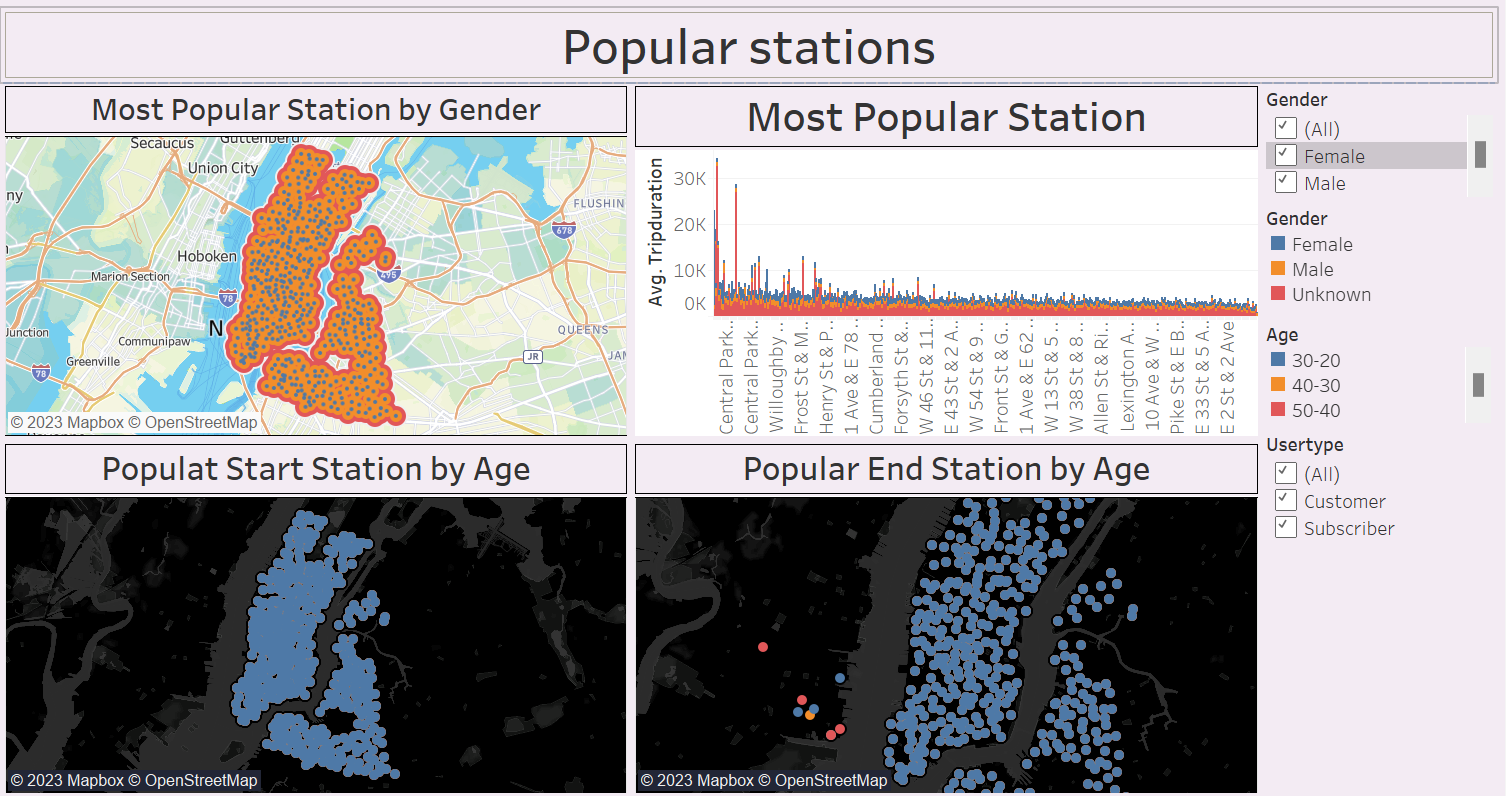 Popular stations
Most Popular Station by Gender
Secaucus
Guttenberg
Union City
ny
FLUSHIN
678
Hoboken
Marion Section
495
78
N
Junction
Communipaw
QUEENS
Greenville
JR
JAM
78
© 2023 Mapbox © OpenStreetMap
Most Popular Station
Avg. Tripduration
30K
20K
10K
0K
Central Park..
Central Park..
Willoughby ..
Frost St & M..
Henry St & P..
1 Ave & E 78 ..
Cumberland ..
Forsyth St &..
W 46 St & 11..
E 43 St & 2 A..
W 54 St & 9 ..
Front St & G..
1 Ave & E 62 ..
W 13 St & 5 ..
W 38 St & 8 ..
Allen St & Ri..
Lexington A..
10 Ave & W ..
Pike St & E B..
E 33 St & 5 A..
E 2 St & 2 Ave
Gender
(All)
Female
Male
Gender
Female
Male
Unknown
Age
30-20
40-30
50-40
Usertype
(All)
Customer
Subscriber
Populat Start Station by Age
© 2023 Mapbox © OpenStreetMap
Popular End Station by Age
© 2023 Mapbox © OpenStreetMap